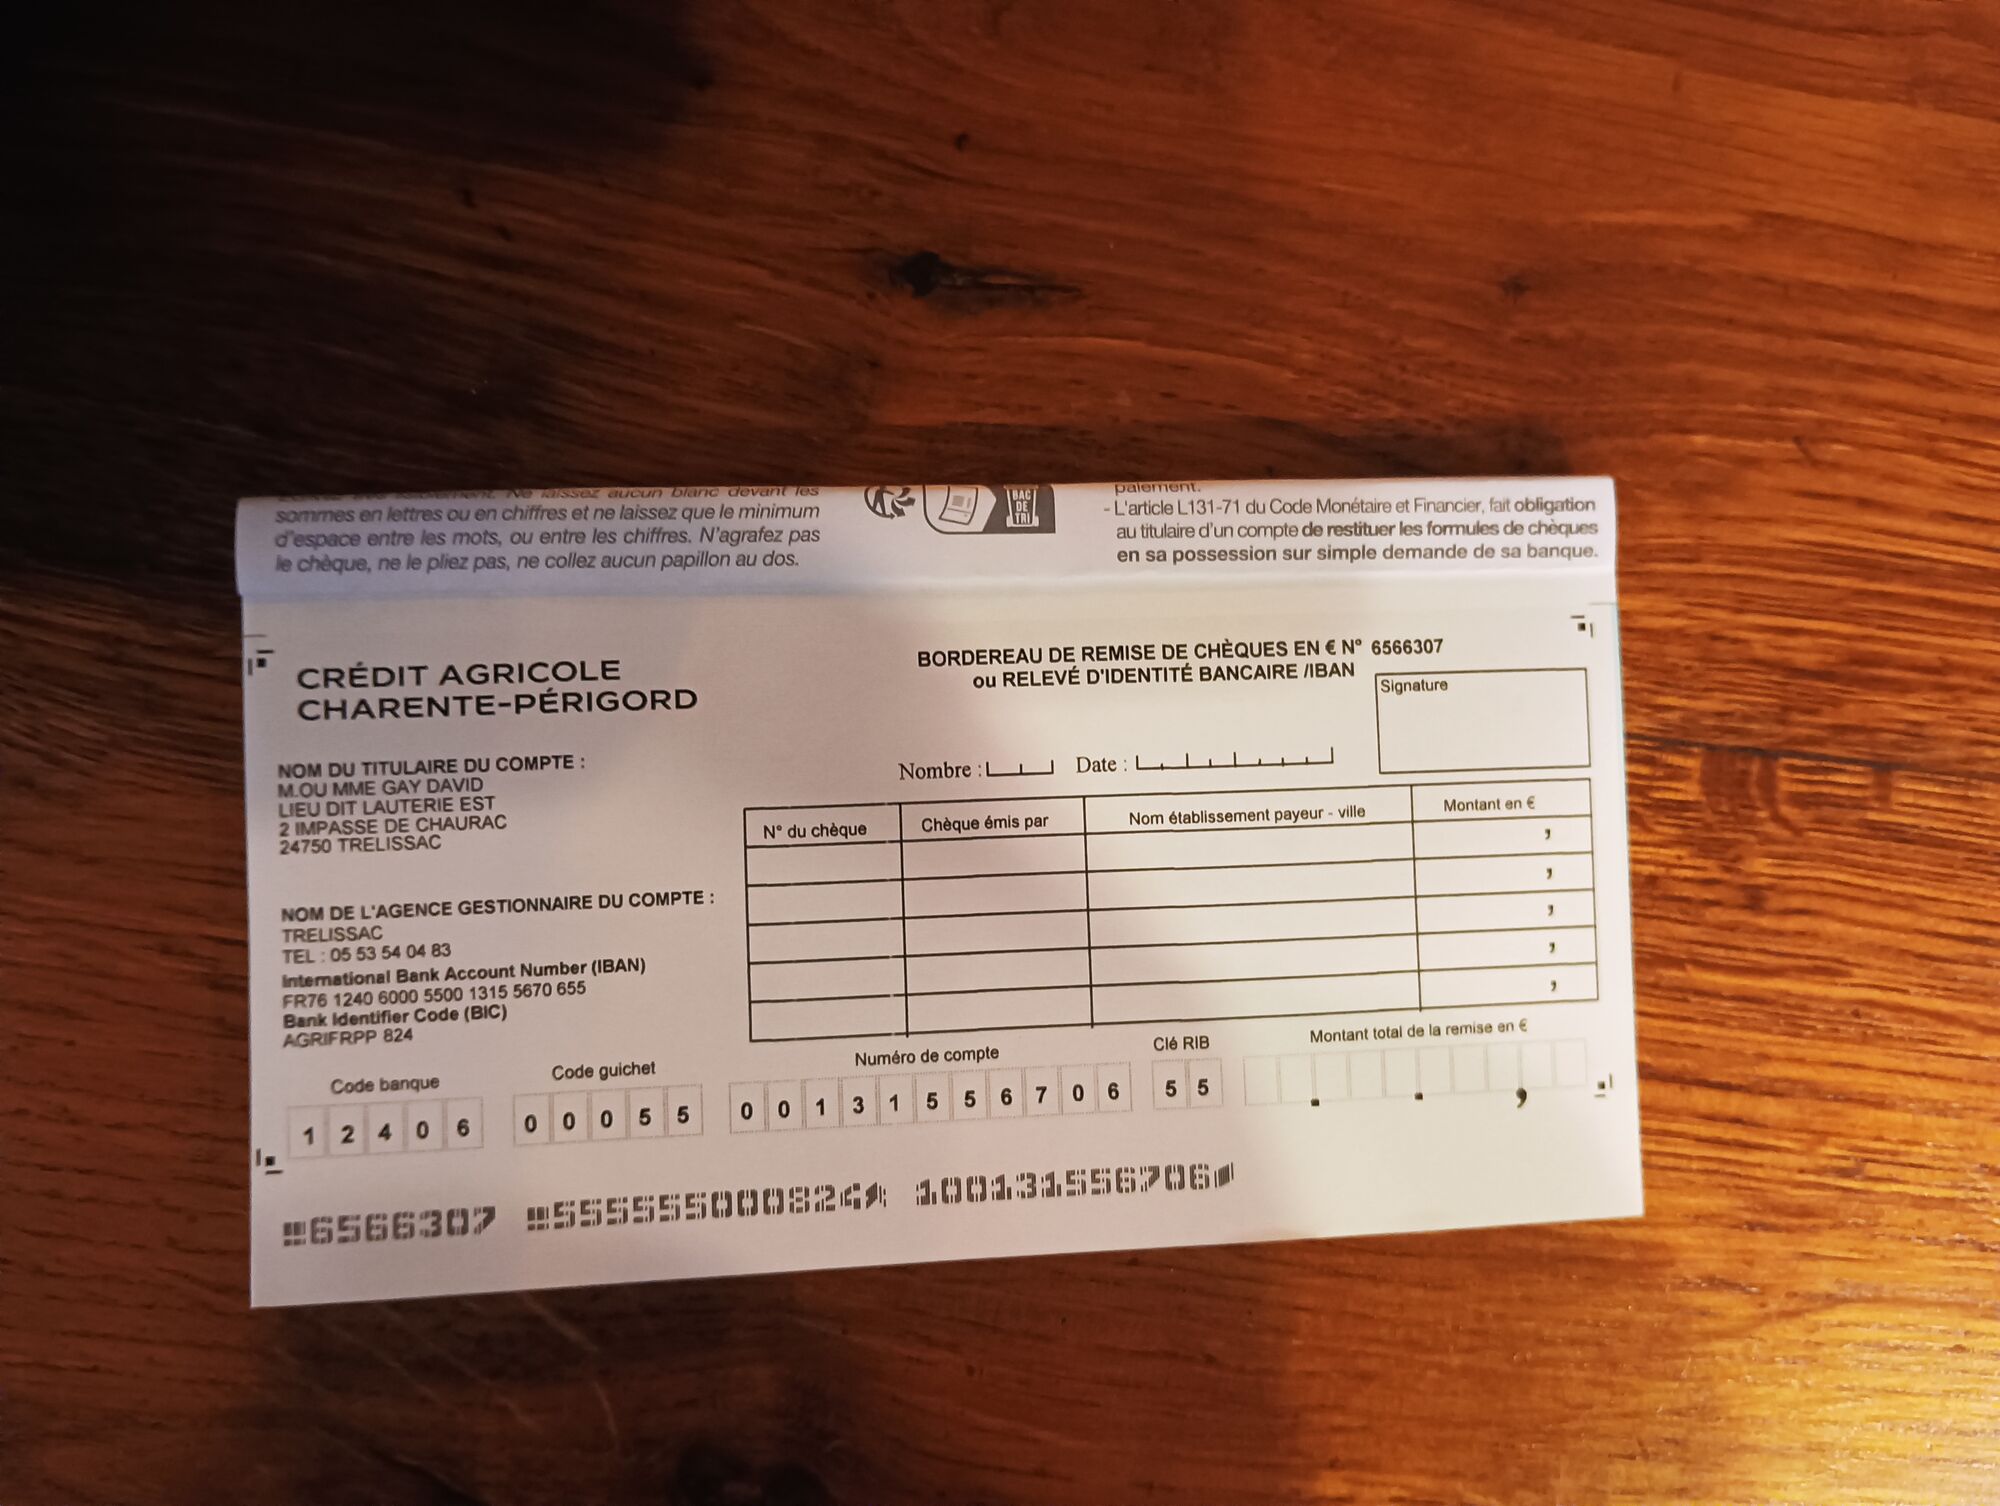 sommes en lettres ou en chiffres et ne laissez que le minimum
d'espace entre les mots, ou entre les chiffres. N'agrafez pas
le chèque, ne le pliez pas, ne collez aucun papillon au dos.
BAC
DE
TRI
paiement.
- L'article L131-71 du Code Monétaire et Financier, fait obligation
au titulaire d'un compte de restituer les formules de chèques
en sa possession sur simple demande de sa banque.
CRÉDIT AGRICOLE
CHARENTE-PÉRIGORD
BORDEREAU DE REMISE DE CHÈQUES EN € N° 6566307
ou RELEVÉ D'IDENTITÉ BANCAIRE /IBAN
Signature
Nombre :
Date :
NOM DU TITULAIRE DU COMPTE :
M.OU MME GAY DAVID
LIEU DIT LAUTERIE EST
2 IMPASSE DE CHAURAC
24750 TRELISSAC
NOM DE L'AGENCE GESTIONNAIRE DU COMPTE :
TRELISSAC
TEL : 05 53 54 04 83
International Bank Account Number (IBAN)
FR76 1240 6000 5500 1315 5670 655
Bank Identifier Code (BIC)
AGRIFRPP 824
N° du chèque Chèque émis par Nom établissement payeur - ville Montant en €
,
,
,
,
,
Code banque Code guichet Numéro de compte Clé RIB Montant total de la remise en €
1 2 4 0 6 0 0 0 5 5 0 0 1 3 1 5 5 6 7 0 6 5 5 . . ,
6566307 555555000824 100131556706